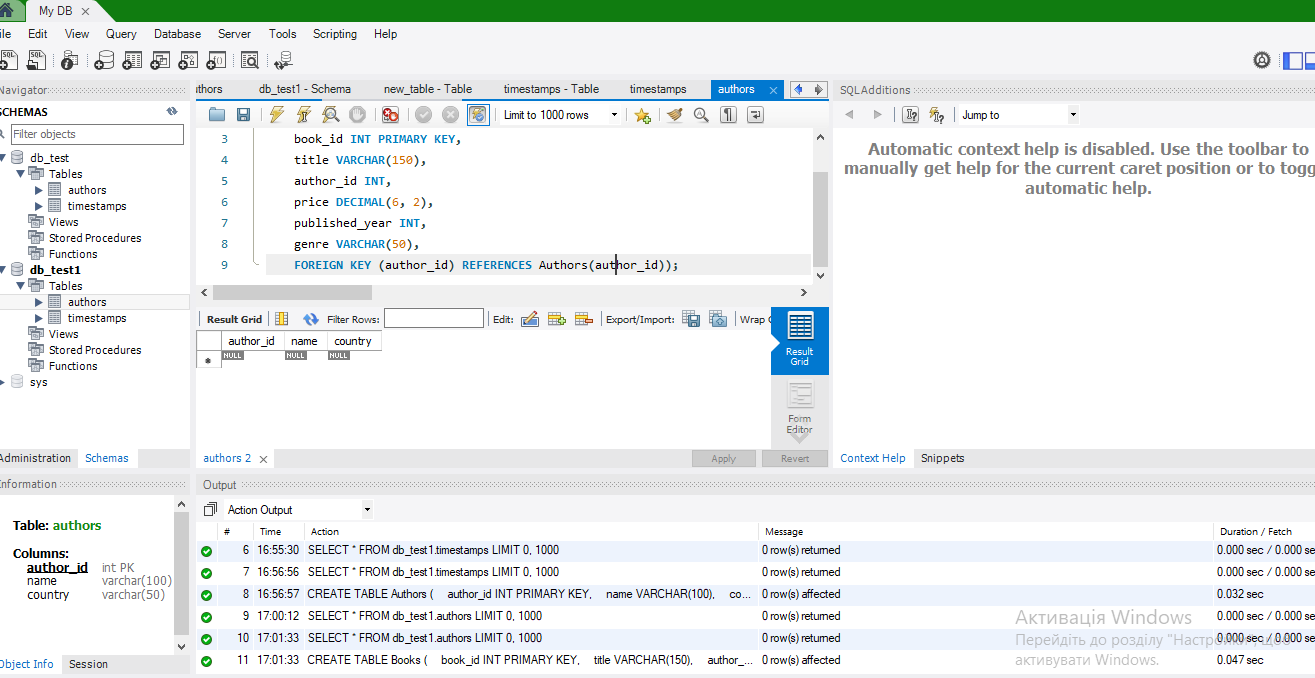 My DB
ile Edit View Query Database Server Tools Scripting Help
Navigator
SCHEMAS
Filter objects
db_test
Tables
authors
timestamps
Views
Stored Procedures
Functions
db_test1
Tables
authors
timestamps
Views
Stored Procedures
Functions
sys
Administration Schemas
Information
Table: authors
Columns:
author_id int PK
name varchar(100)
country varchar(50)
Object Info Session
uthors db_test1 - Schema new_table - Table timestamps - Table timestamps authors
Limit to 1000 rows
3 book_id INT PRIMARY KEY,
4 title VARCHAR(150),
5 author_id INT,
6 price DECIMAL(6, 2),
7 published_year INT,
8 genre VARCHAR(50),
9 FOREIGN KEY (author_id) REFERENCES Authors(author_id));
Result Grid Filter Rows: Edit: Export/Import: Wrap C
author_id name country
NULL NULL NULL
Result
Grid
Form
Editor
authors 2 Apply Revert
SQLAdditions
Jump to
Automatic context help is disabled. Use the toolbar to
manually get help for the current caret position or to togg
automatic help.
Context Help Snippets
Output
Action Output
# Time Action Message Duration / Fetch
6 16:55:30 SELECT * FROM db_test1.timestamps LIMIT 0, 1000 0 row(s) returned 0.000 sec / 0.000 se
7 16:56:56 SELECT * FROM db_test1.timestamps LIMIT 0, 1000 0 row(s) returned 0.000 sec / 0.000 se
8 16:56:57 CREATE TABLE Authors ( author_id INT PRIMARY KEY, name VARCHAR(100), co... 0 row(s) affected 0.032 sec
9 17:00:12 SELECT * FROM db_test1.authors LIMIT 0, 1000 0 row(s) returned 0.000 sec / 0.000 se
10 17:01:33 SELECT * FROM db_test1.authors LIMIT 0, 1000 0 row(s) returned 0.000 sec / 0.000 se
11 17:01:33 CREATE TABLE Books ( book_id INT PRIMARY KEY, title VARCHAR(150), author_... 0 row(s) affected 0.047 sec
Активація Windows
Перейдіть до розділу "Настройки", щоб
активувати Windows.